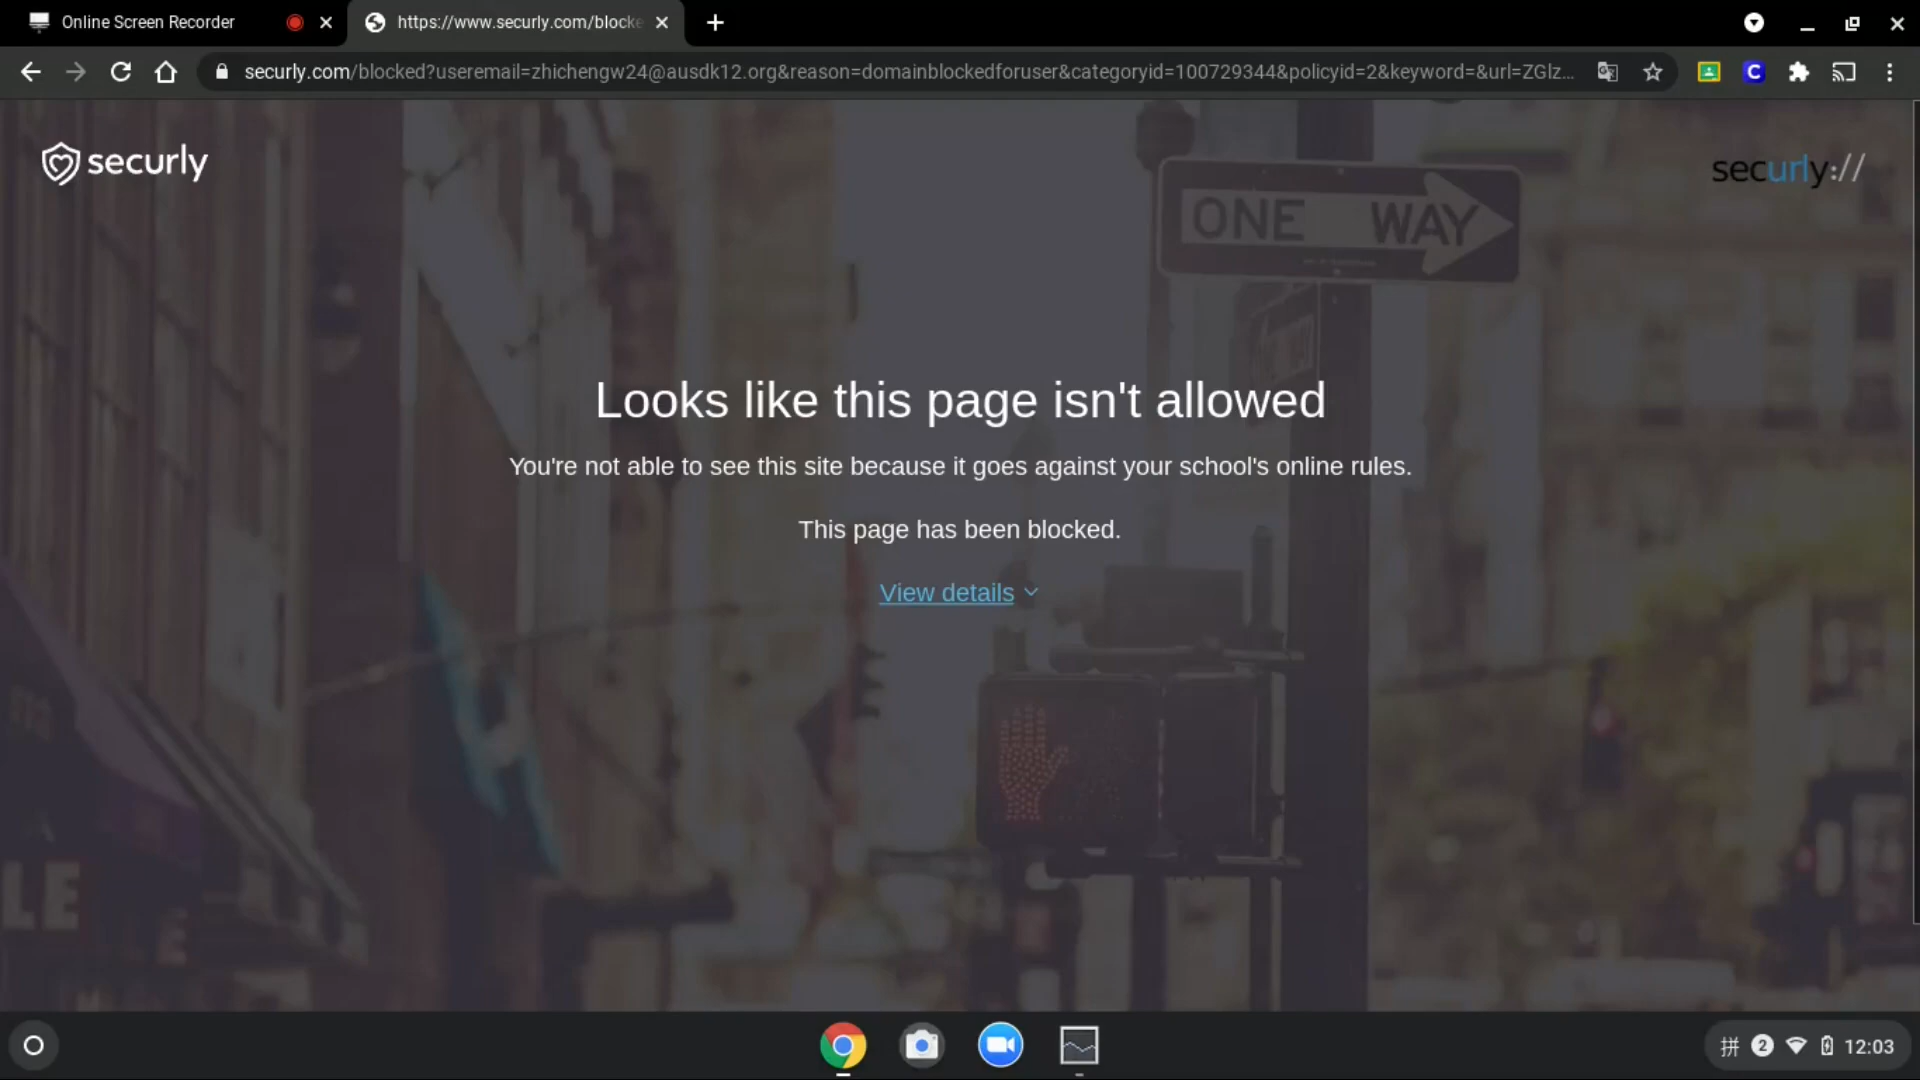 Online Screen Recorder
https://www.securly.com/blocke
securly.com/blocked?useremail=zhichengw24@ausdk12.org&reason=domainblockedforuser&categoryid=100729344&policyid=2&keyword=&url=ZGlz...
C
securly
securly://
ONE WAY
Looks like this page isn't allowed
You're not able to see this site because it goes against your school's online rules.
This page has been blocked.
View details
LE
拼 2 12:03